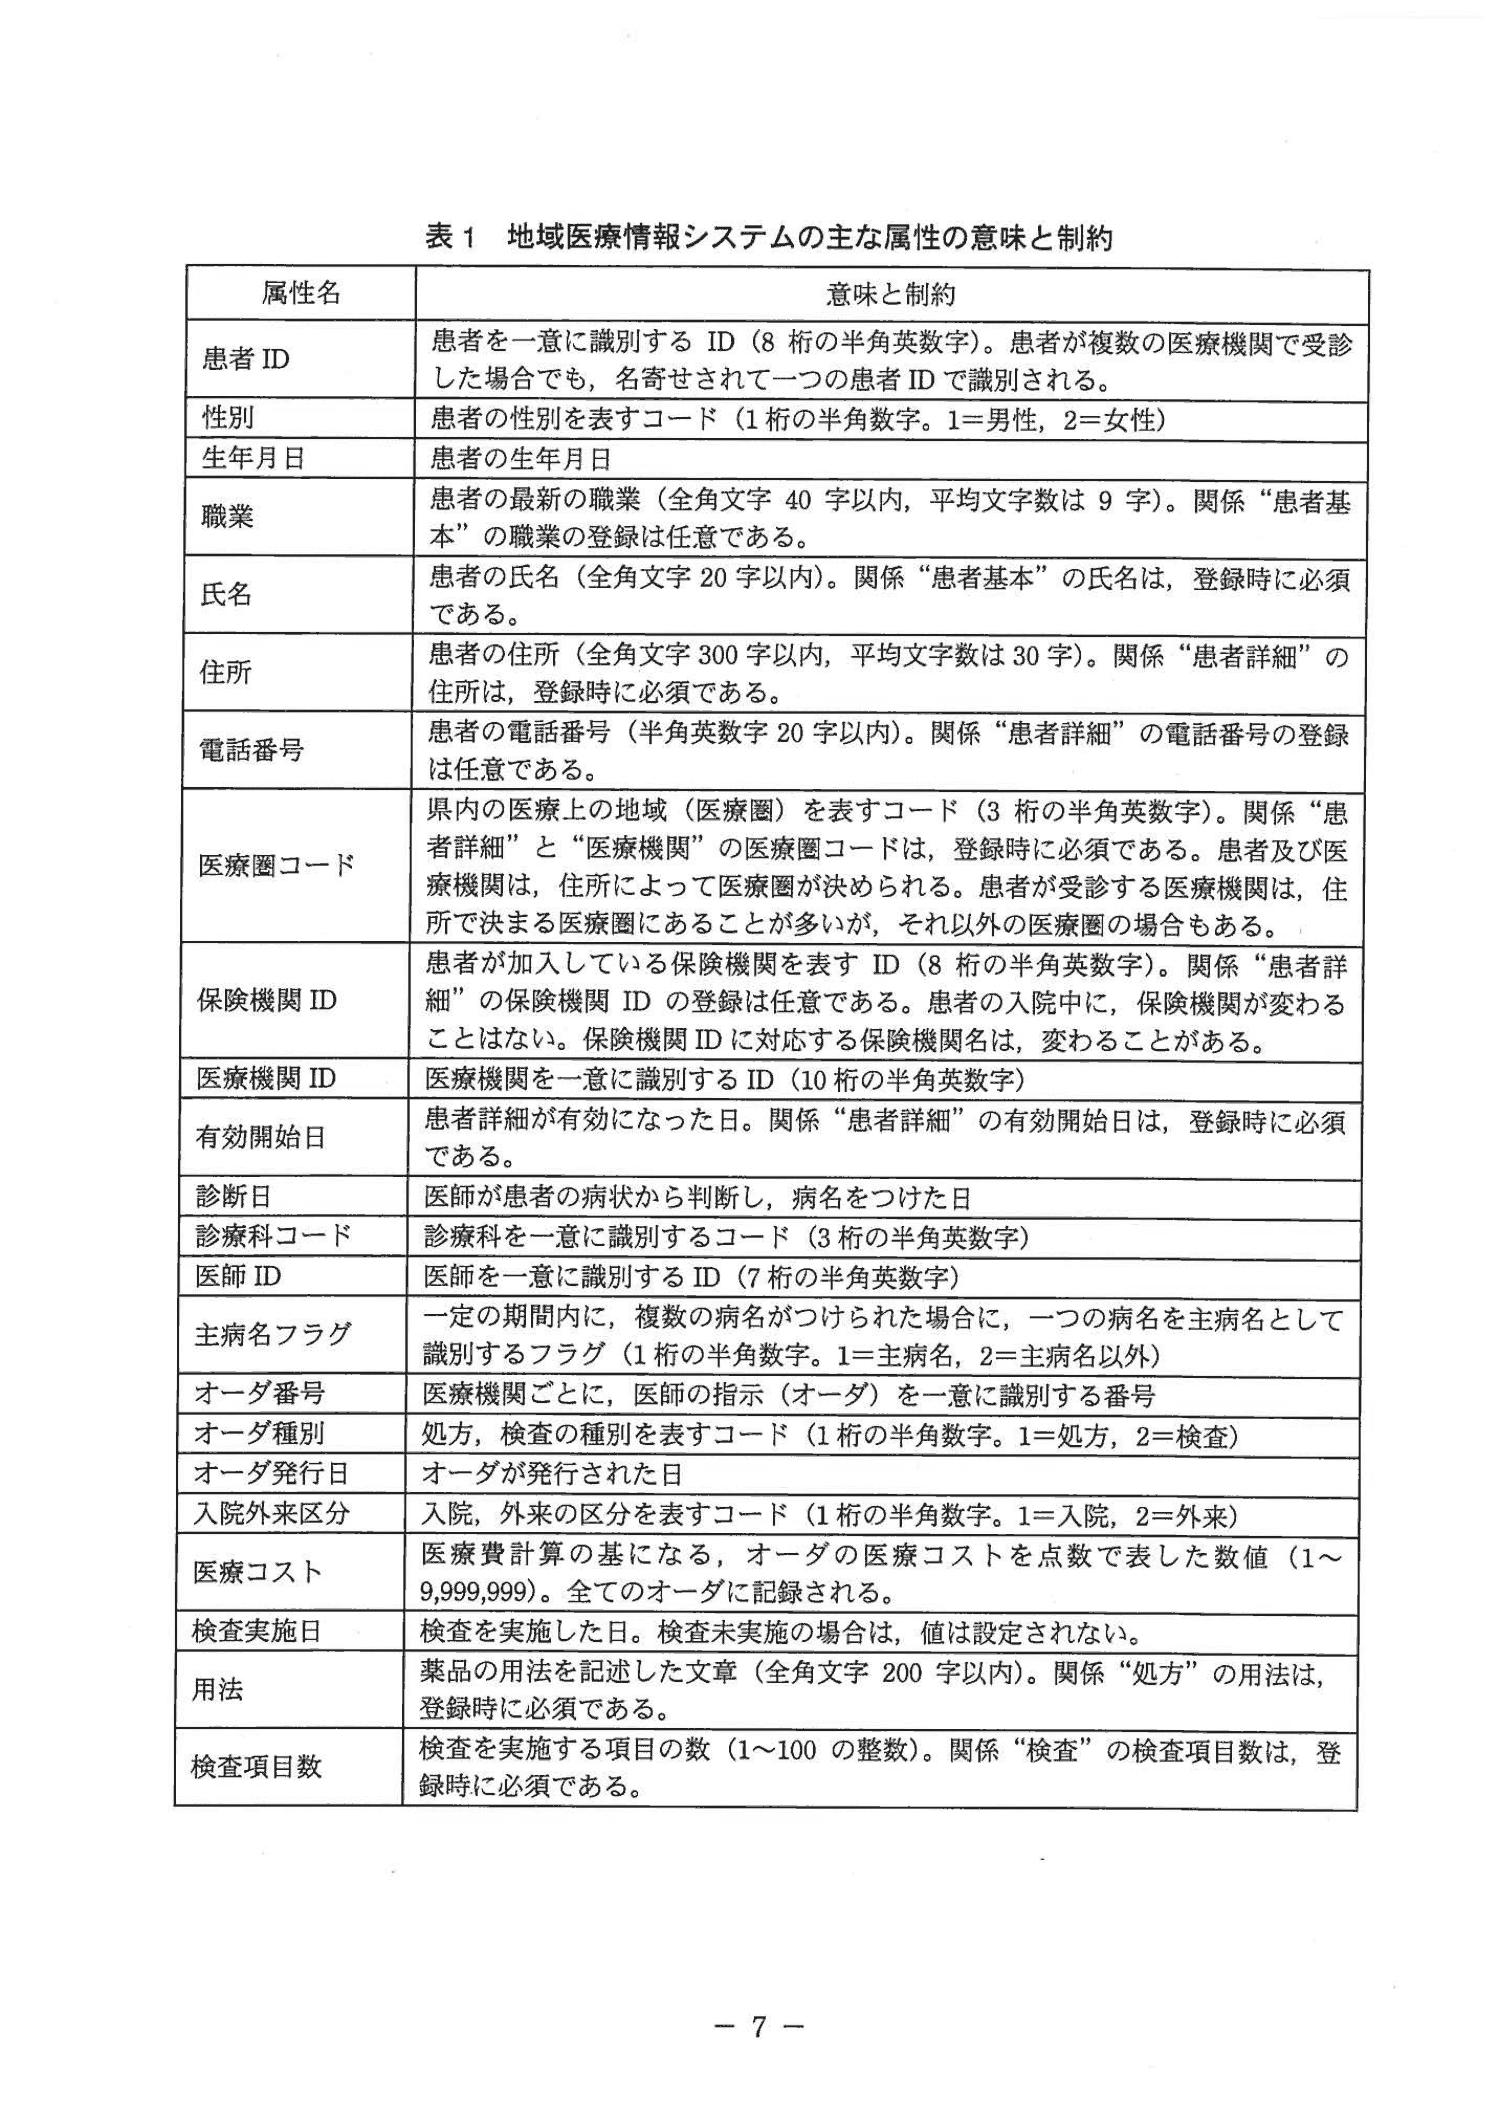 表 1　地域医療情報システムの主な属性の意味と制約
属性名　意味と制約
患者 ID　患者を一意に識別する ID（8 桁の半角英数字）。患者が複数の医療機関で受診
した場合でも，名寄せされて一つの患者 ID で識別される。
性別　患者の性別を表すコード（1 桁の半角数字。1＝男性，2＝女性）
生年月日　患者の生年月日
職業　患者の最新の職業（全角文字 40 字以内，平均文字数は 9 字）。関係“患者基
本”の職業の登録は任意である。
氏名　患者の氏名（全角文字 20 字以内）。関係“患者基本”の氏名は，登録時に必須
である。
住所　患者の住所（全角文字 300 字以内，平均文字数は 30 字）。関係“患者詳細”の
住所は，登録時に必須である。
電話番号　患者の電話番号（半角英数字 20 字以内）。関係“患者詳細”の電話番号の登録
は任意である。
医療圏コード　県内の医療上の地域（医療圏）を表すコード（3 桁の半角英数字）。関係“患
者詳細”と“医療機関”の医療圏コードは，登録時に必須である。患者及び医
療機関は，住所によって医療圏が決められる。患者が受診する医療機関は，住
所で決まる医療圏にあることが多いが，それ以外の医療圏の場合もある。
保険機関 ID　患者が加入している保険機関を表す ID（8 桁の半角英数字）。関係“患者詳
細”の保険機関 ID の登録は任意である。患者の入院中に，保険機関が変わる
ことはない。保険機関 ID に対応する保険機関名は，変わることがある。
医療機関 ID　医療機関を一意に識別する ID（10 桁の半角英数字）
有効開始日　患者詳細が有効になった日。関係“患者詳細”の有効開始日は，登録時に必須
である。
診断日　医師が患者の病状から判断し，病名をつけた日
診療科コード　診療科を一意に識別するコード（3 桁の半角英数字）
医師 ID　医師を一意に識別する ID（7 桁の半角英数字）
主病名フラグ　一定の期間内に，複数の病名がつけられた場合に，一つの病名を主病名として
識別するフラグ（1 桁の半角数字。1＝主病名，2＝主病名以外）
オーダ番号　医療機関ごとに，医師の指示（オーダ）を一意に識別する番号
オーダ種別　処方，検査の種別を表すコード（1 桁の半角数字。1＝処方，2＝検査）
オーダ発行日　オーダが発行された日
入院外来区分　入院，外来の区分を表すコード（1 桁の半角数字。1＝入院，2＝外来）
医療コスト　医療費計算の基になる，オーダの医療コストを点数で表した数値（1～
9,999,999）。全てのオーダに記録される。
検査実施日　検査を実施した日。検査未実施の場合は，値は設定されない。
用法　薬品の用法を記述した文章（全角文字 200 字以内）。関係“処方”の用法は，
登録時に必須である。
検査項目数　検査を実施する項目の数（1～100 の整数）。関係“検査”の検査項目数は，登
録時に必須である。
－ 7 －